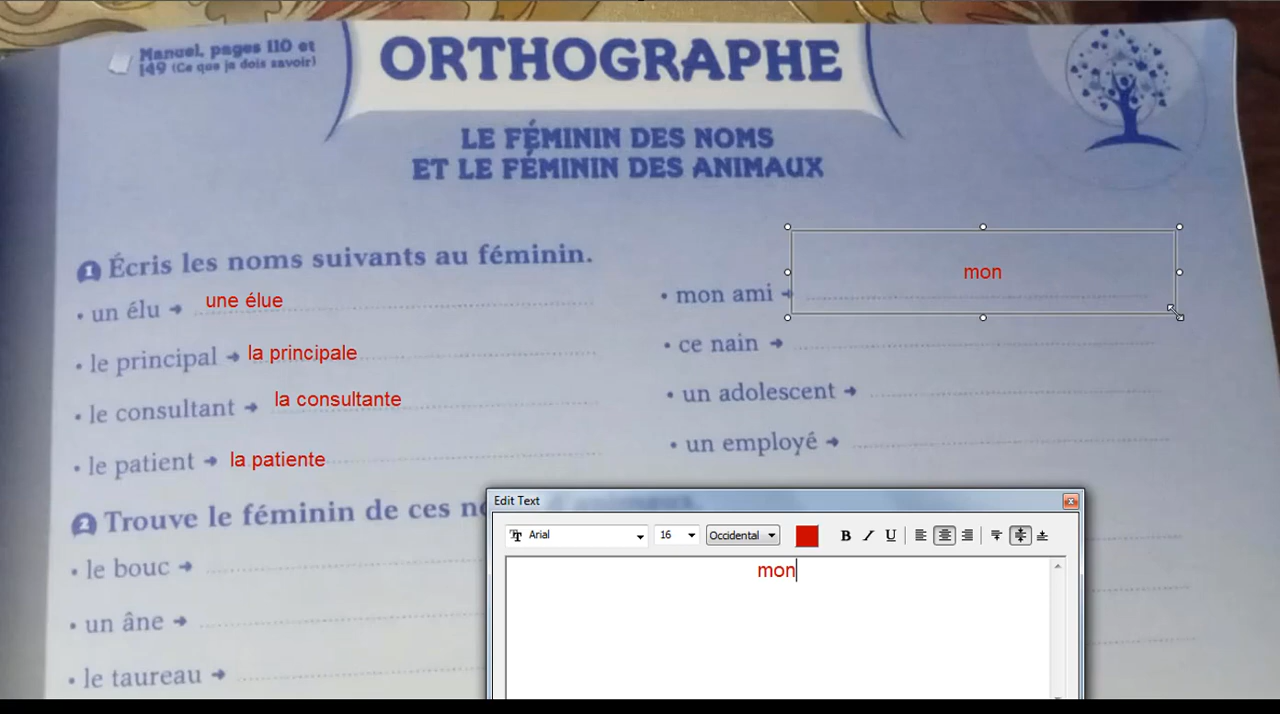 Manuel, pages 110 et
149 (Ce que je dois savoir)
ORTHOGRAPHE
LE FÉMININ DES NOMS
ET LE FÉMININ DES ANIMAUX
1 Écris les noms suivants au féminin.
• un élu → une élue
• le principal → la principale
• le consultant → la consultante
• le patient → la patiente
• mon ami → mon
• ce nain →
• un adolescent →
• un employé →
2 Trouve le féminin de ces
• le bouc →
• un âne →
• le taureau →
Edit Text
Arial 16 Occidental B I U
mon